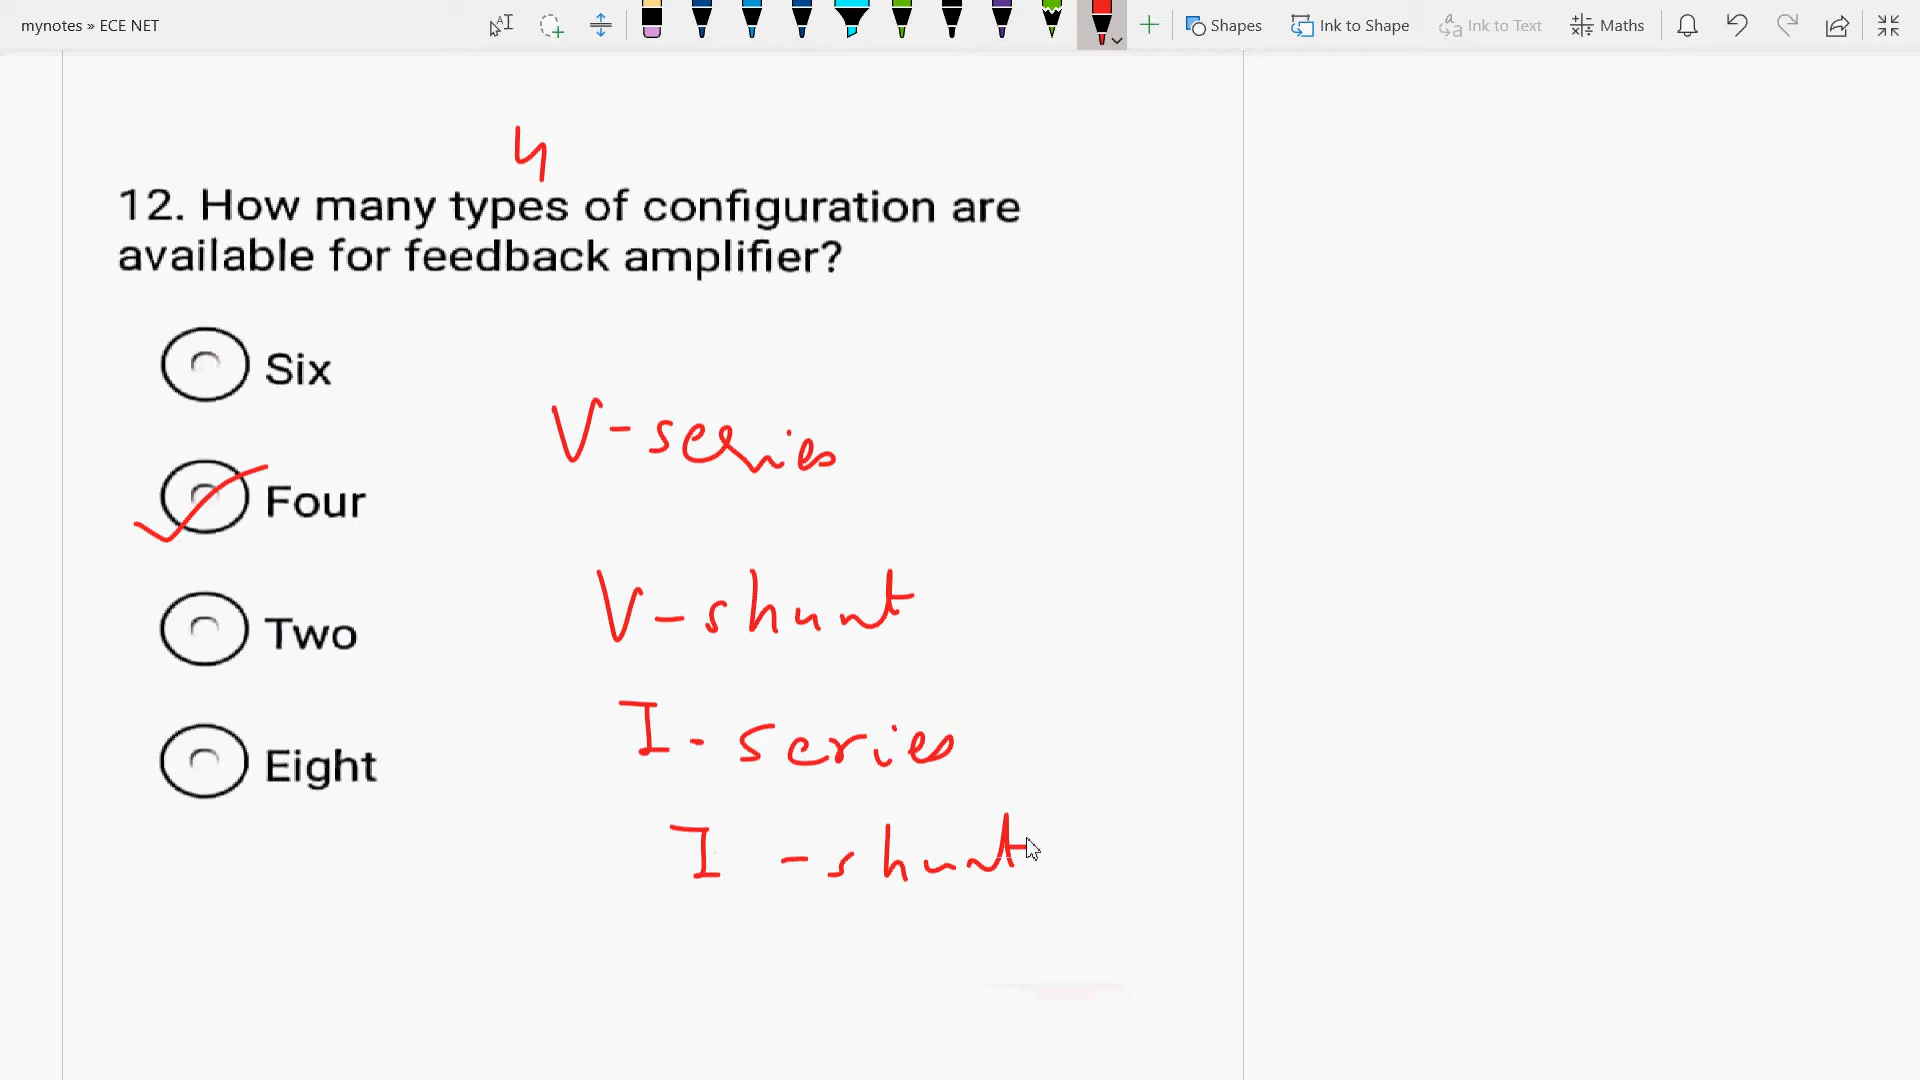 mynotes » ECE NET
Shapes
Ink to Shape
Ink to Text
Maths
4
12. How many types of configuration are
available for feedback amplifier?
Six
Four
Two
Eight
V-series
V-shunt
I-series
I-shunt